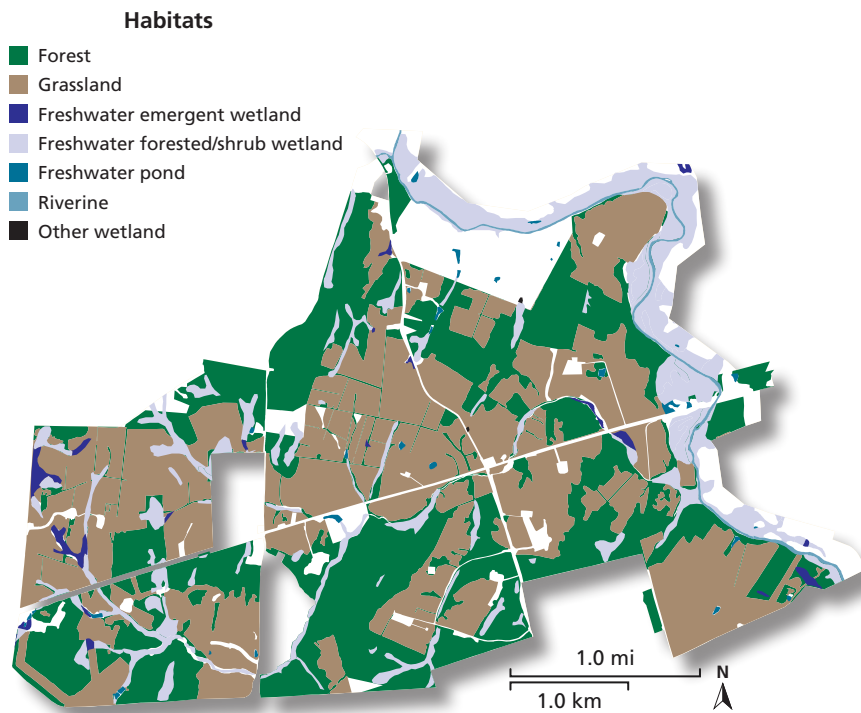 Habitats
Forest
Grassland
Freshwater emergent wetland
Freshwater forested/shrub wetland
Freshwater pond
Riverine
Other wetland
1.0 mi
1.0 km
N